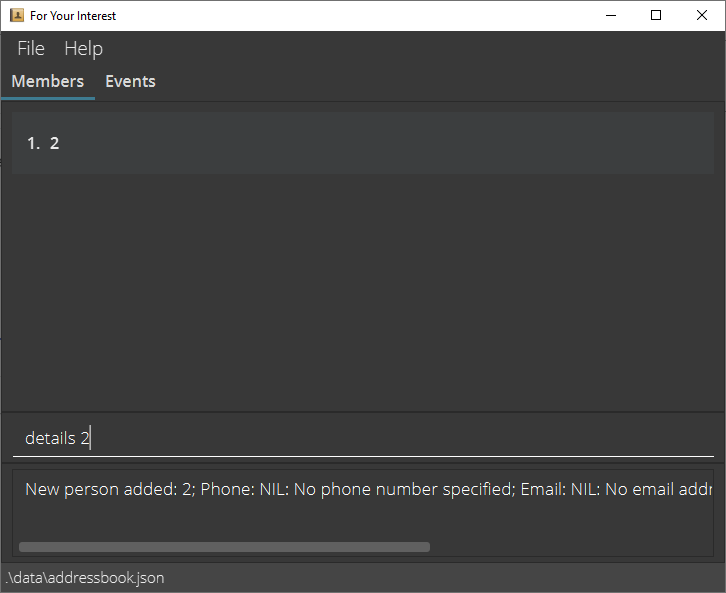 For Your Interest
File Help
Members Events
1. 2
details 2
New person added: 2; Phone: NIL: No phone number specified; Email: NIL: No email addr
.\data\addressbook.json